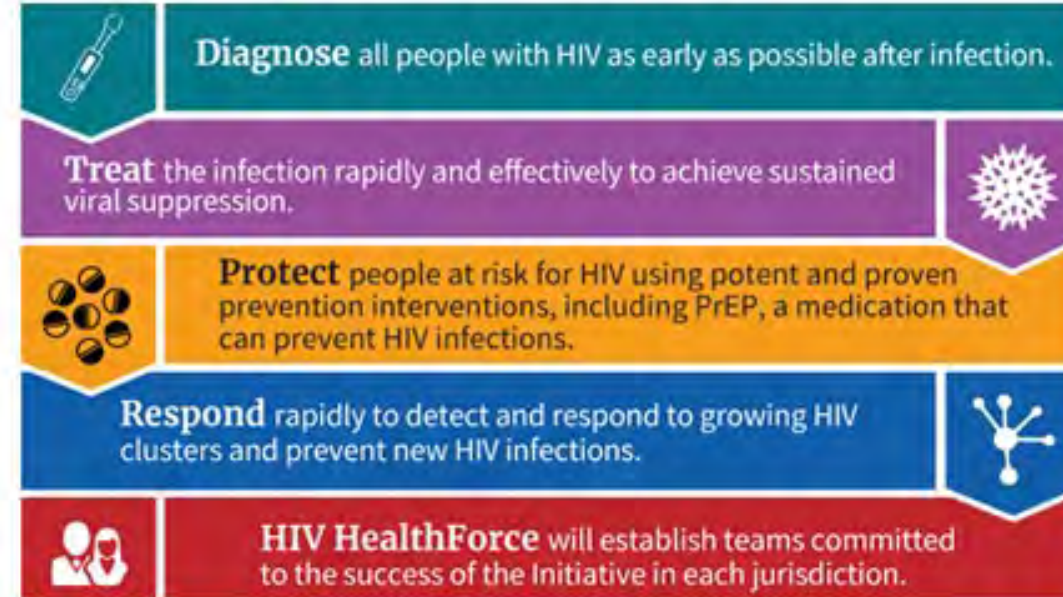 Diagnose all people with HIV as early as possible after infection.
Treat the infection rapidly and effectively to achieve sustained
viral suppression.
Protect people at risk for HIV using potent and proven
prevention interventions, including PrEP, a medication that
can prevent HIV infections.
Respond rapidly to detect and respond to growing HIV
clusters and prevent new HIV infections.
HIV HealthForce will establish teams committed
to the success of the Initiative in each jurisdiction.